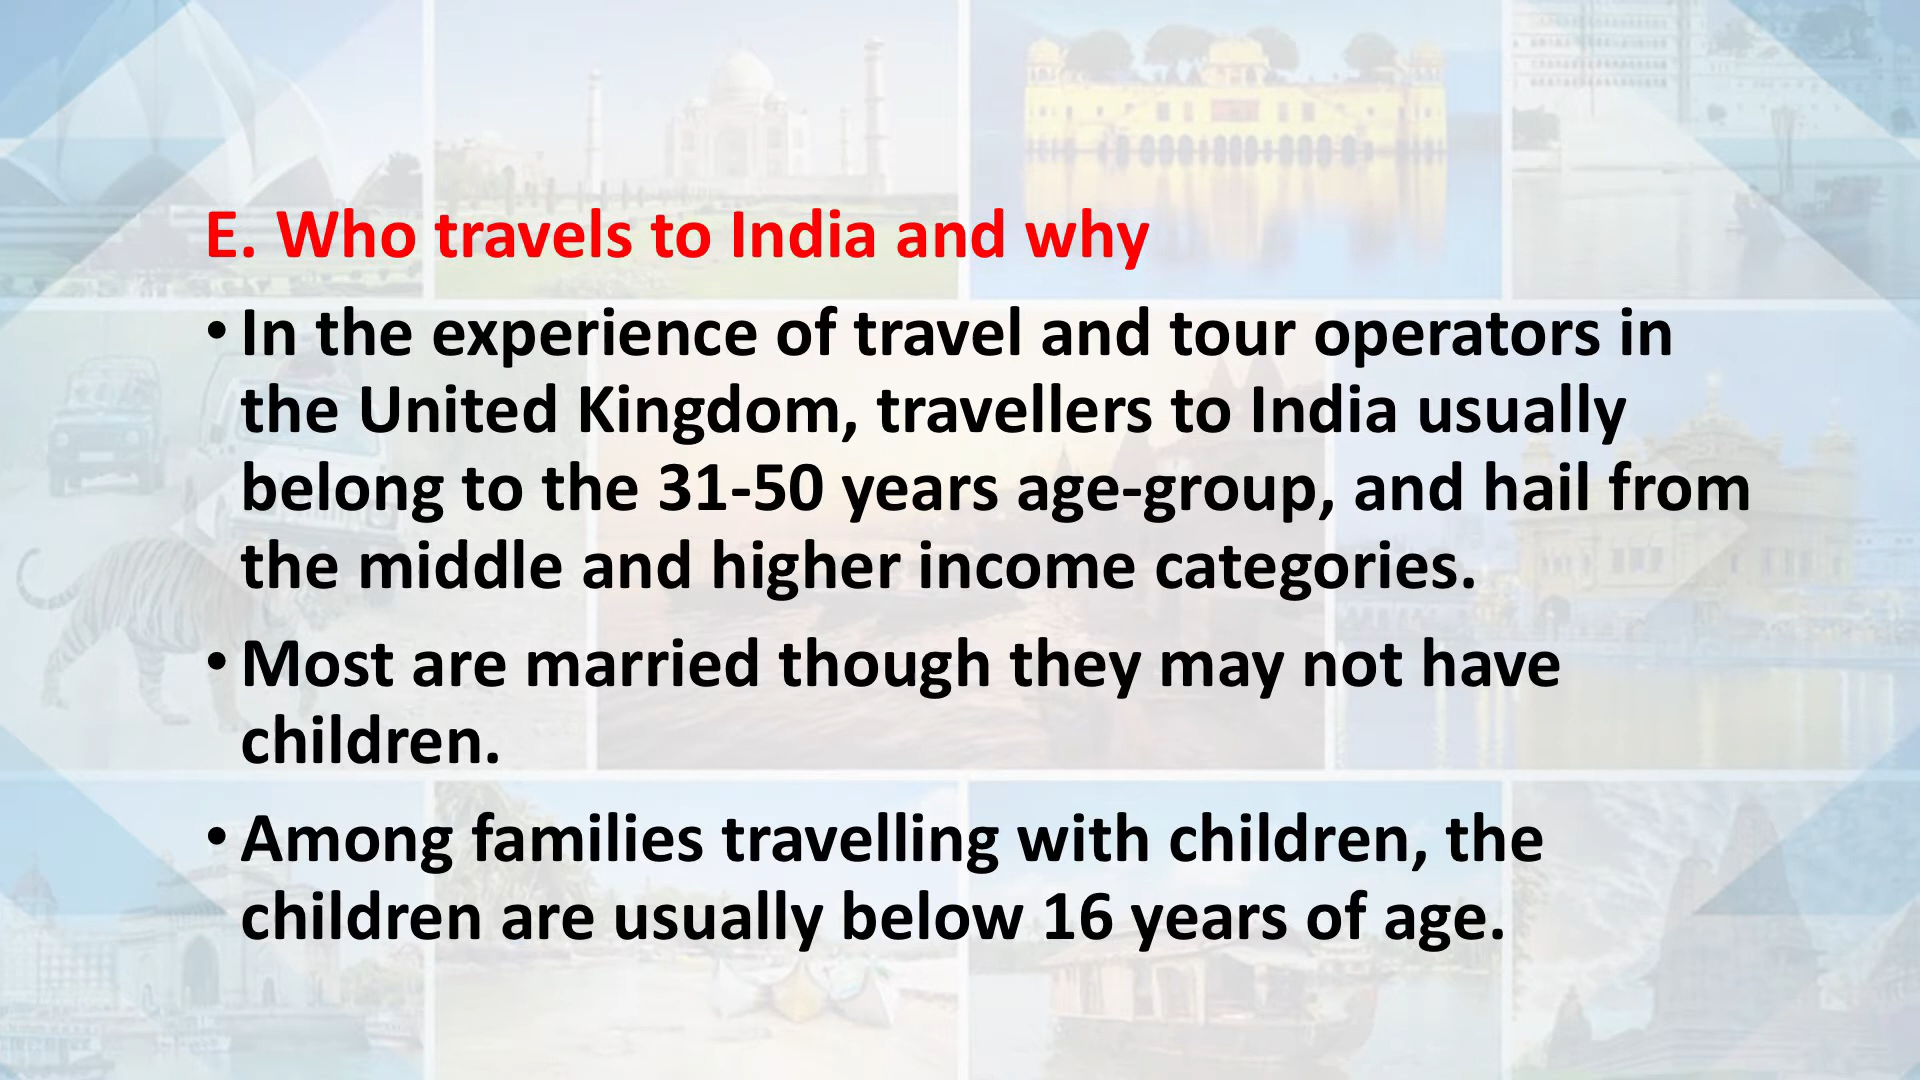 E. Who travels to India and why
• In the experience of travel and tour operators in
the United Kingdom, travellers to India usually
belong to the 31-50 years age-group, and hail from
the middle and higher income categories.
• Most are married though they may not have
children.
• Among families travelling with children, the
children are usually below 16 years of age.